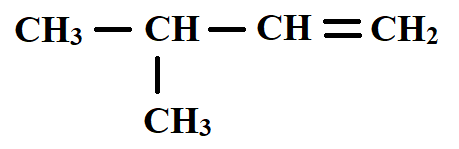 CH₃ — CH — CH = CH₂
|
CH₃